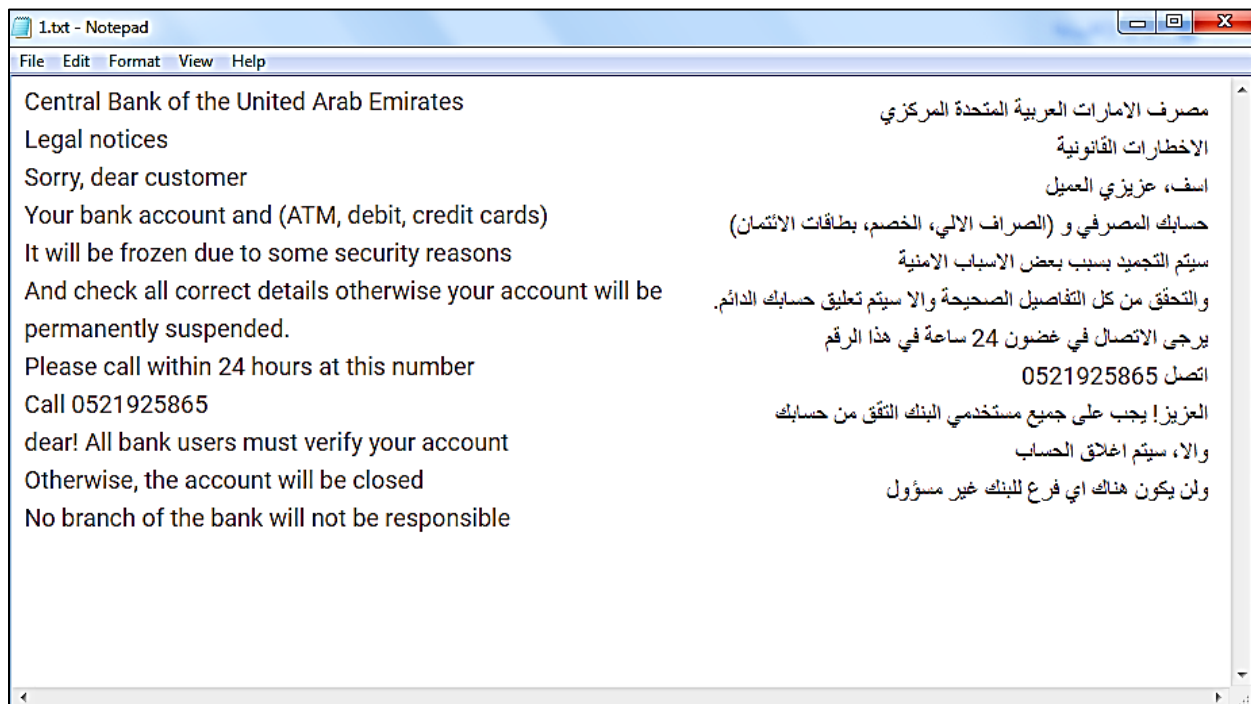 1.txt - Notepad
File Edit Format View Help
Central Bank of the United Arab Emirates
Legal notices
Sorry, dear customer
Your bank account and (ATM, debit, credit cards)
It will be frozen due to some security reasons
And check all correct details otherwise your account will be
permanently suspended.
Please call within 24 hours at this number
Call 0521925865
dear! All bank users must verify your account
Otherwise, the account will be closed
No branch of the bank will not be responsible
مصرف الامارات العربية المتحدة المركزي
الاخطارات القانونية
اسف، عزيزي العميل
حسابك المصرفي و (الصراف الالي، الخصم، بطاقات الائتمان)
سيتم التجميد بسبب بعض الاسباب الامنية
والتحقق من كل التفاصيل الصحيحة والا سيتم تعليق حسابك الدائم.
يرجى الاتصال في غضون 24 ساعة في هذا الرقم
اتصل 0521925865
العزيز! يجب على جميع مستخدمي البنك التقق من حسابك
والا، سيتم اغلاق الحساب
ولن يكون هناك اي فرع للبنك غير مسؤول